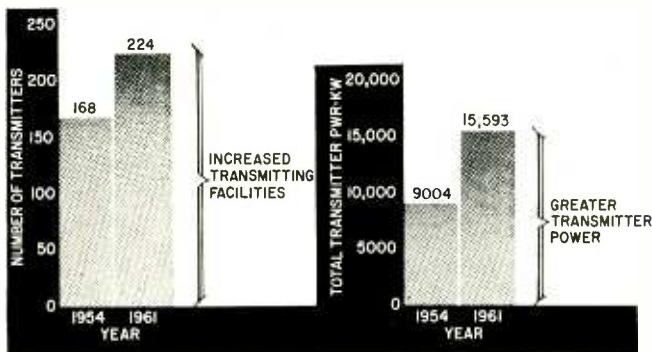 250
200
150
100
50
0
NUMBER OF TRANSMITTERS
168
224
1954
1961
YEAR
INCREASED
TRANSMITTING
FACILITIES
20,000
15,000
10,000
5000
0
TOTAL TRANSMITTER PWR-KW
9004
15,593
1954
1961
YEAR
GREATER
TRANSMITTER
POWER